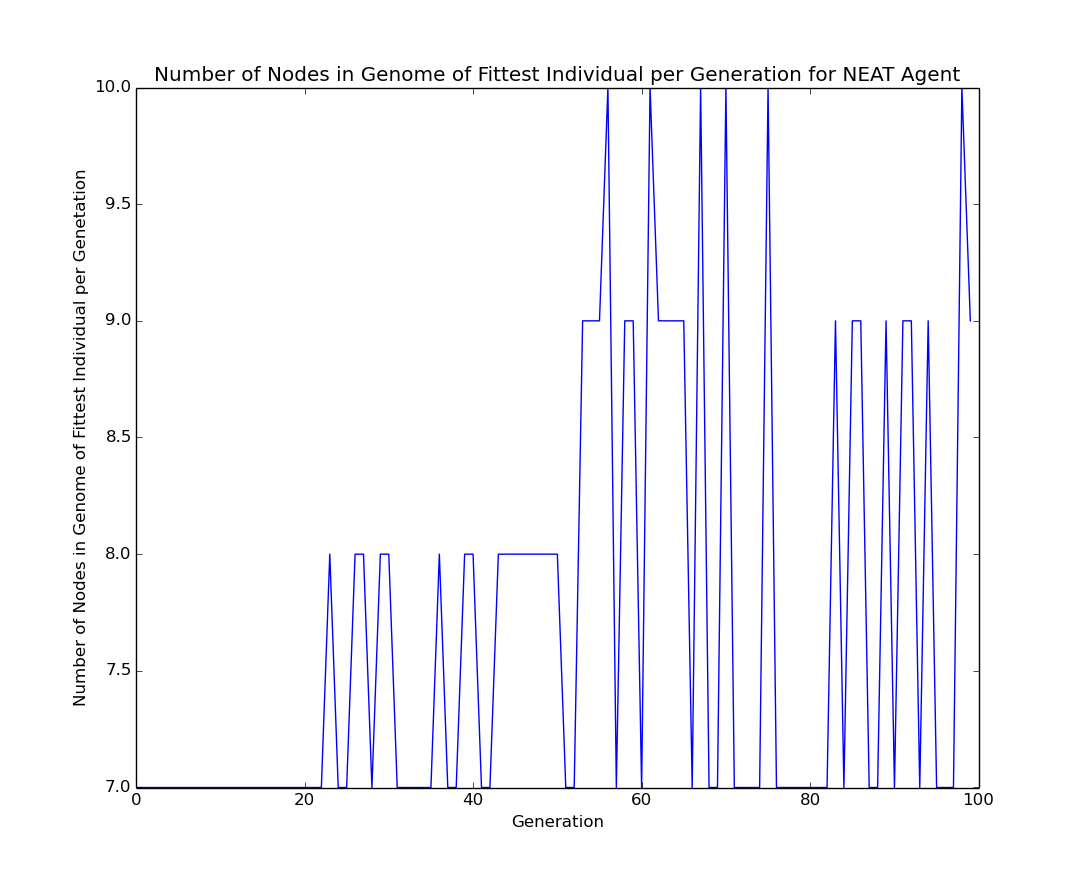 Number of Nodes in Genome of Fittest Individual per Generation for NEAT Agent
Number of Nodes in Genome of Fittest Individual per Genetation
10.0
9.5
9.0
8.5
8.0
7.5
7.0
0 20 40 60 80 100
Generation